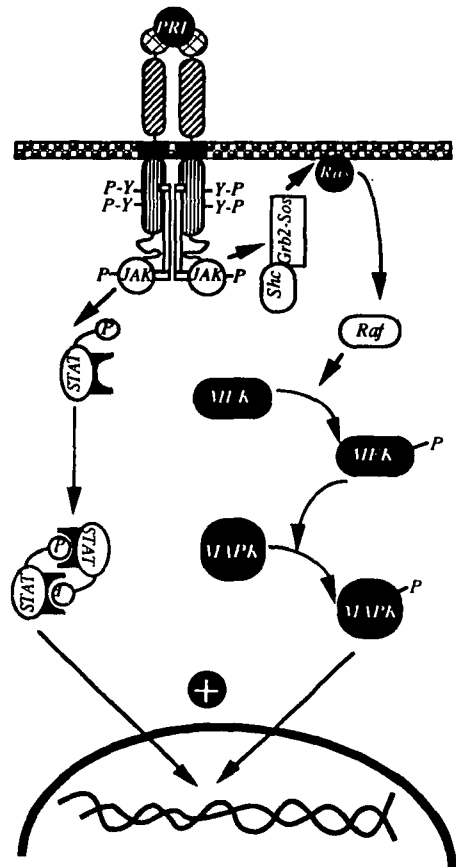 PRL
P-Y
Y-P
P-Y
Y-P
P
JAK
JAK
P
Grb2-Sos
Shc
Ras
Raf
P
STAT
MEK
MEK
P
MAPK
P
MAPK
P
STAT
STAT
P
+